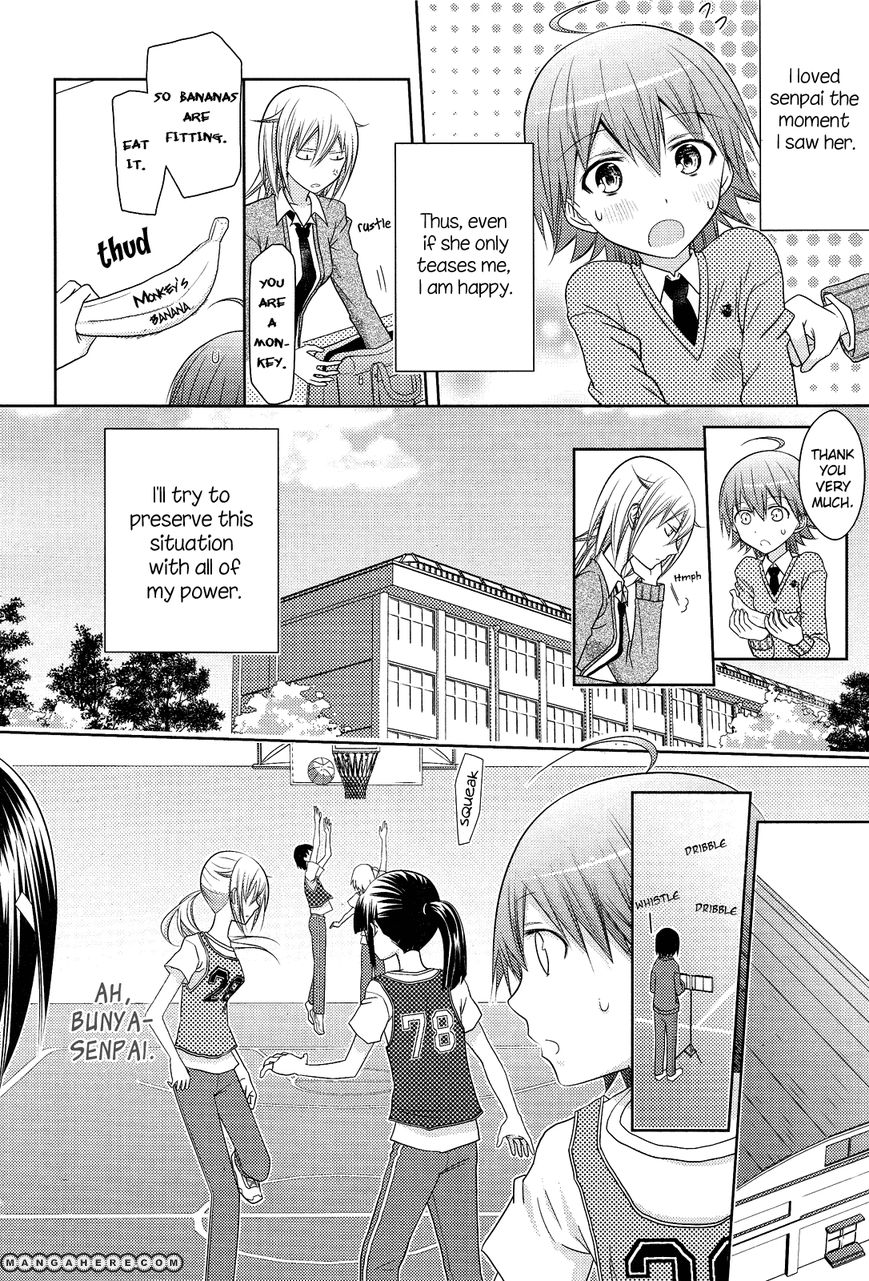 I loved
senpai the
moment
I saw her.
Thus, even
if she only
teases me,
I am happy.
rustle
YOU
ARE
A
MON-
KEY.
SO BANANAS
ARE
FITTING.
EAT
IT.
thud
MONKEY'S
BANANA
THANK
YOU
VERY
MUCH.
Hmph
I'll try to
preserve this
situation
with all of
my power.
DRIBBLE
WHISTLE
DRIBBLE
squeak
20
78
AH,
BUNYA-
SENPAI.
MANGAHERE.COM